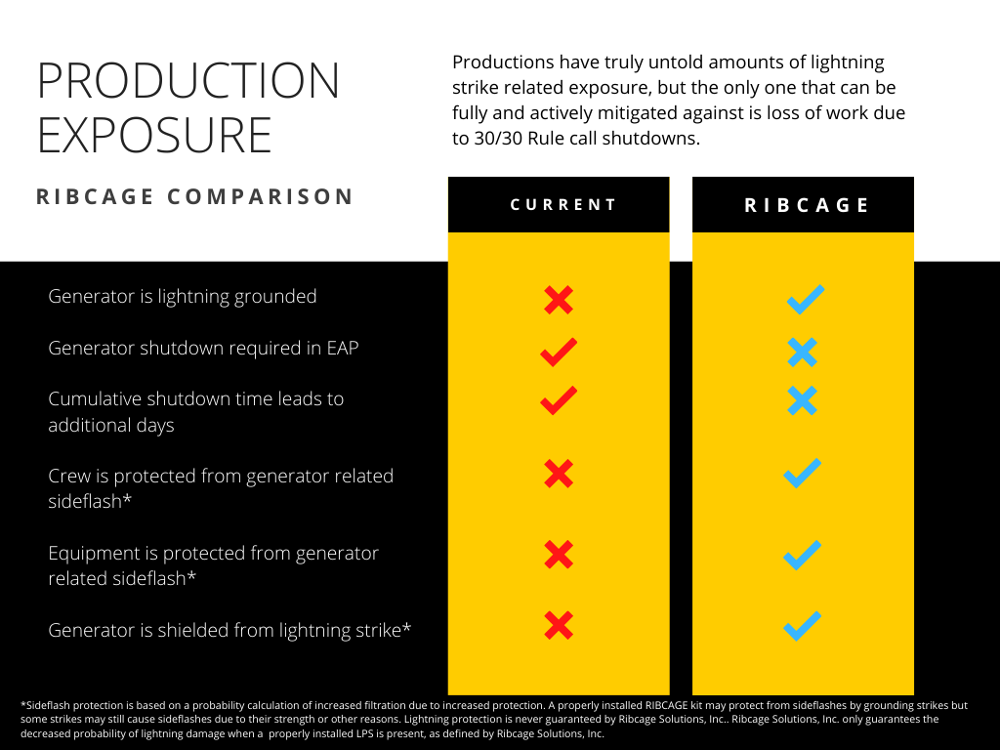 PRODUCTION
EXPOSURE
RIBCAGE COMPARISON
Productions have truly untold amounts of lightning
strike related exposure, but the only one that can be
fully and actively mitigated against is loss of work due
to 30/30 Rule call shutdowns.
CURRENT
RIBCAGE
Generator is lightning grounded
Generator shutdown required in EAP
Cumulative shutdown time leads to
additional days
Crew is protected from generator related
sideflash*
Equipment is protected from generator
related sideflash*
Generator is shielded from lightning strike*
*Sideflash protection is based on a probability calculation of increased filtration due to increased protection. A properly installed RIBCAGE kit may protect from sideflashes by grounding strikes but
some strikes may still cause sideflashes due to their strength or other reasons. Lightning protection is never guaranteed by Ribcage Solutions, Inc.. Ribcage Solutions, Inc. only guarantees the
decreased probability of lightning damage when a  properly installed LPS is present, as defined by Ribcage Solutions, Inc.